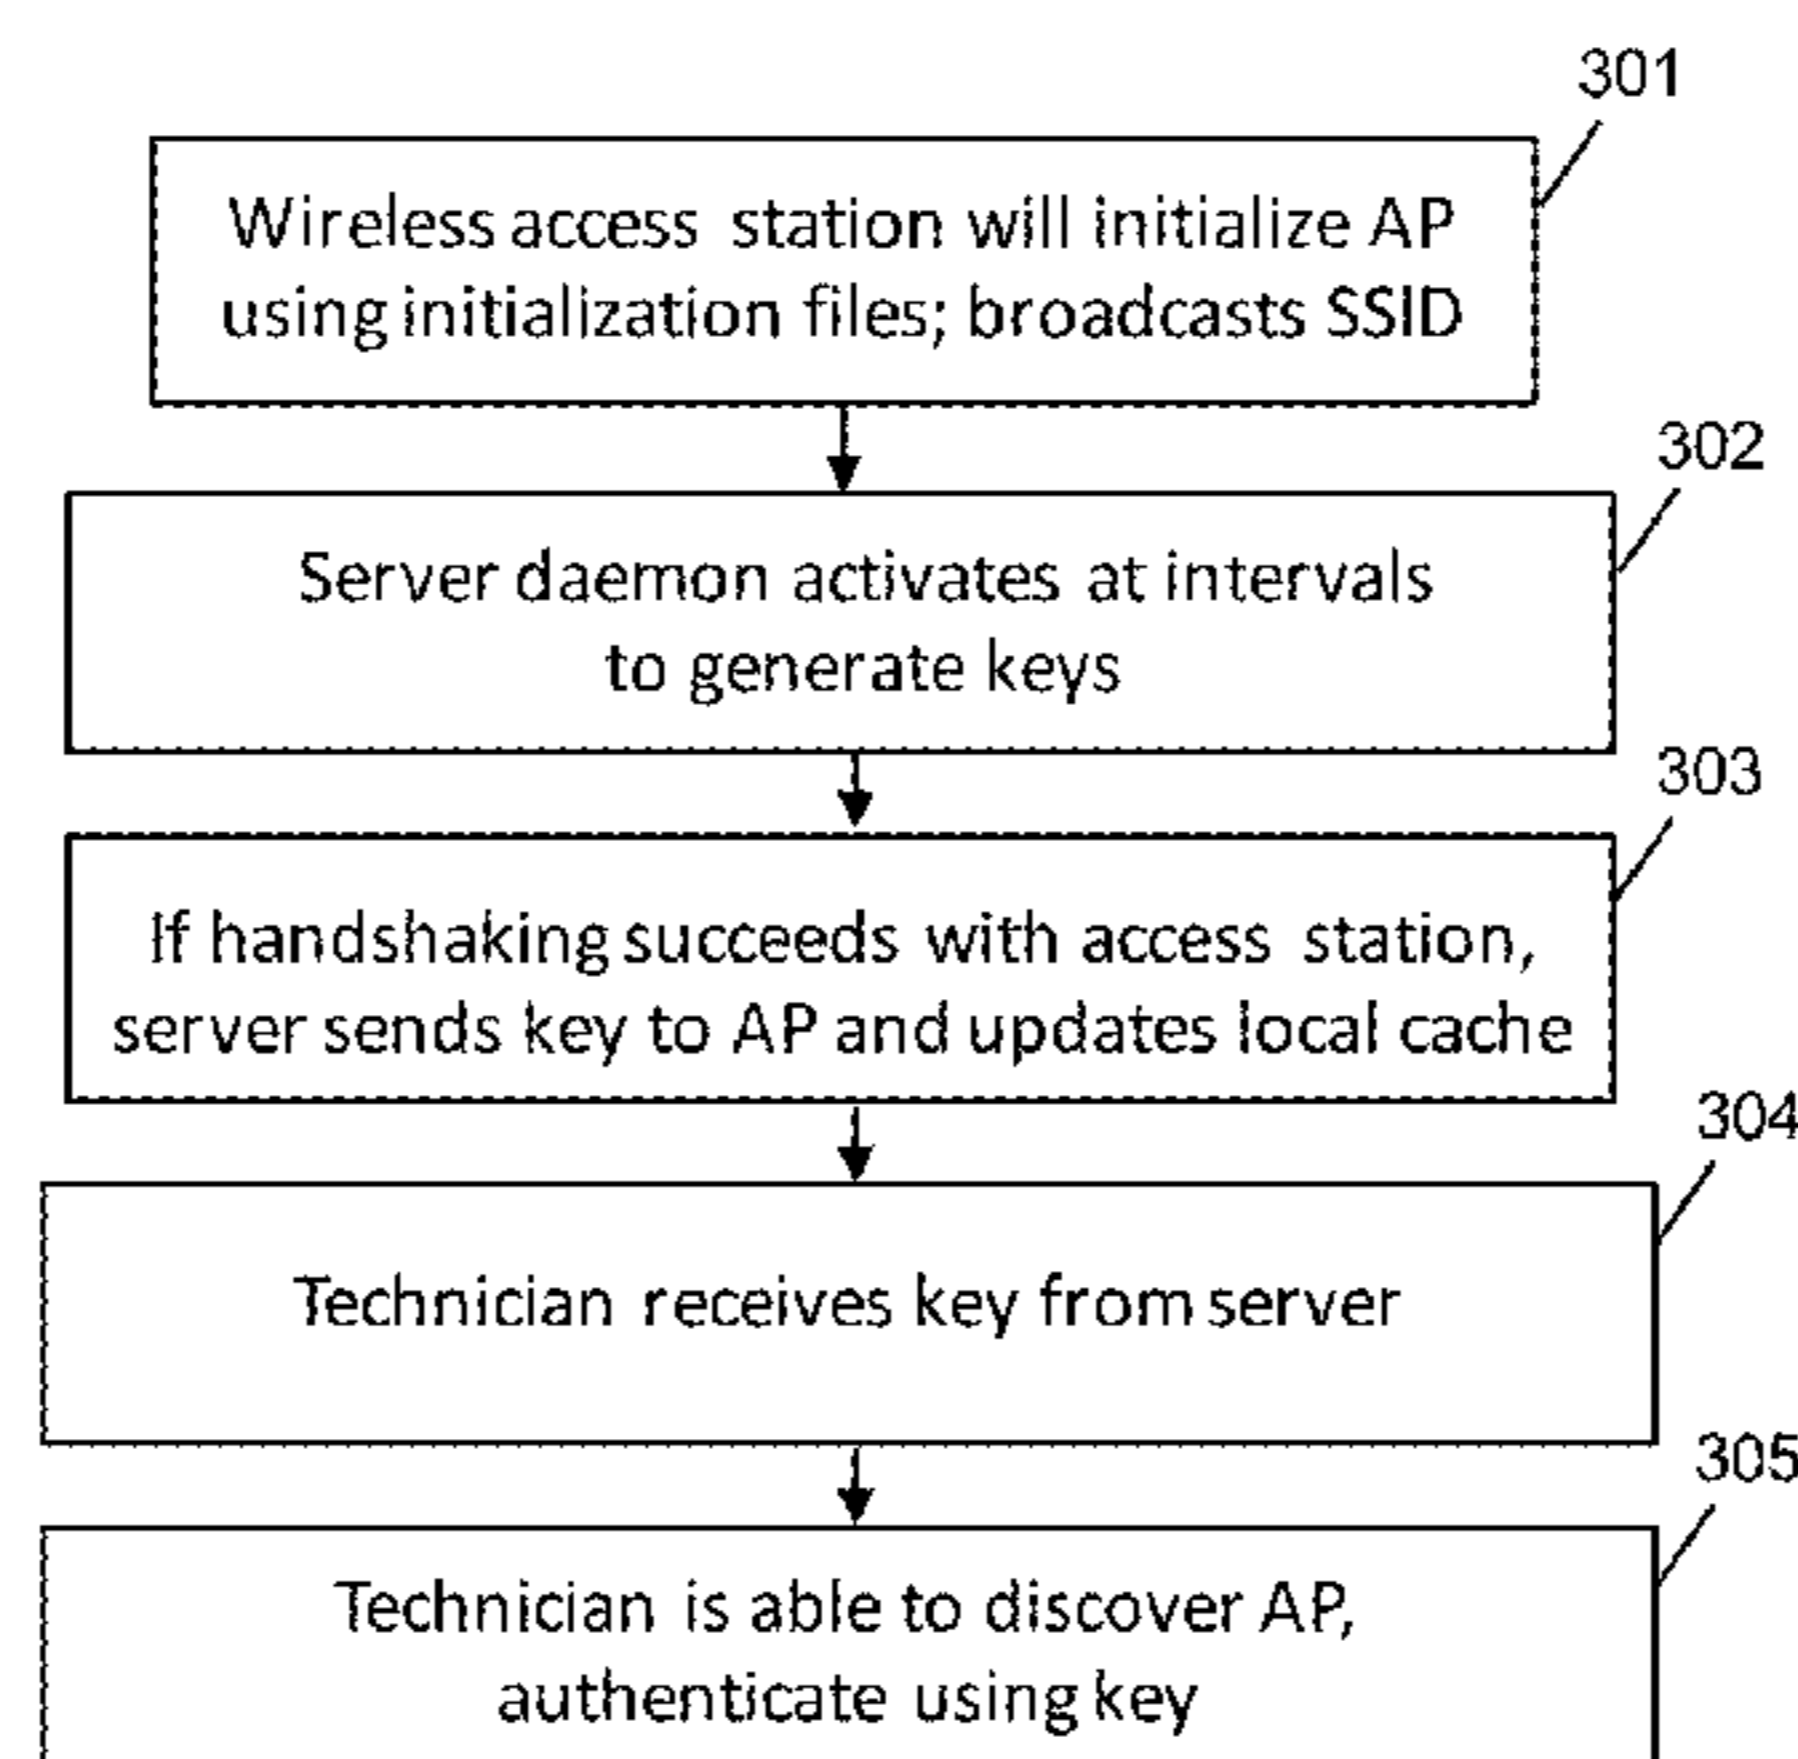 301
Wireless access station will initialize AP
using initialization files; broadcasts SSID
302
Server daemon activates at intervals
to generate keys
303
If handshaking succeeds with access station,
server sends key to AP and updates local cache
304
Technician receives key from server
305
Technician is able to discover AP,
authenticate using key